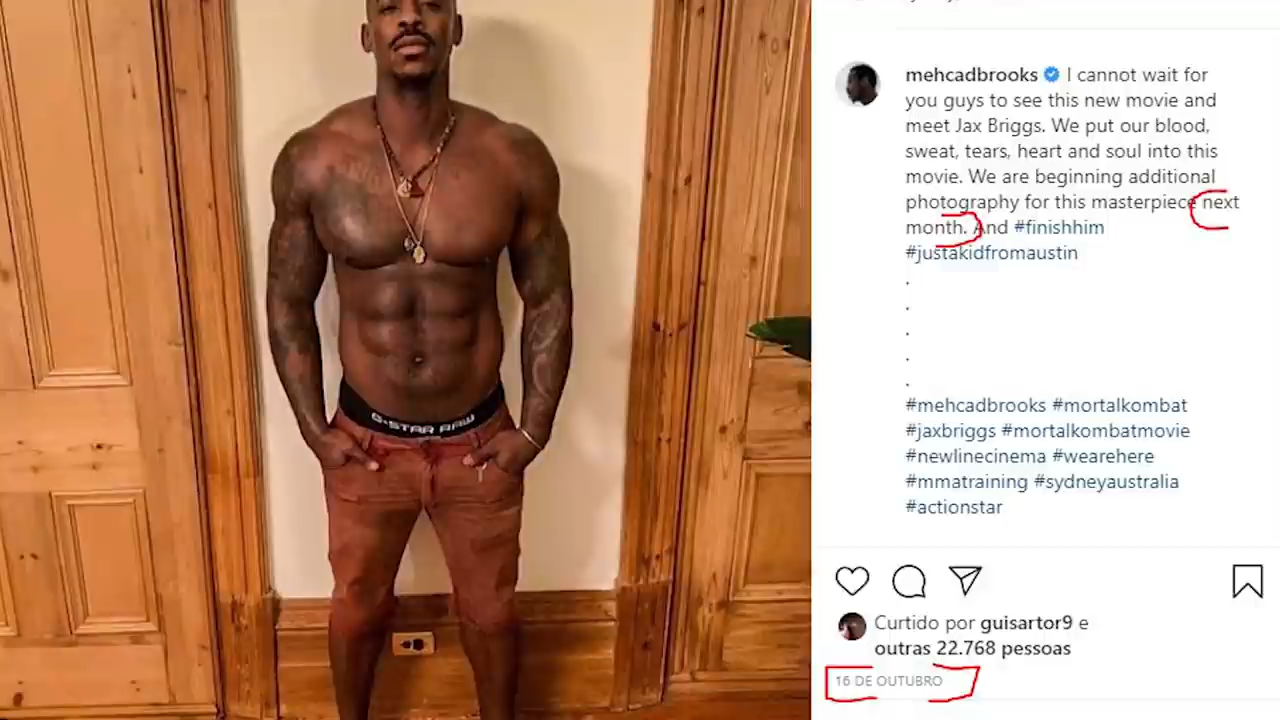 G-STAR RAW
mehcadbrooks I cannot wait for
you guys to see this new movie and
meet Jax Briggs. We put our blood,
sweat, tears, heart and soul into this
movie. We are beginning additional
photography for this masterpiece next
month. And #finishhim
#justakidfromaustin
.
.
.
.
.
#mehcadbrooks #mortalkombat
#jaxbriggs #mortalkombatmovie
#newlinecinema #wearehere
#mmatraining #sydneyaustralia
#actionstar
Curtido por guisartor9 e
outras 22.768 pessoas
16 DE OUTUBRO